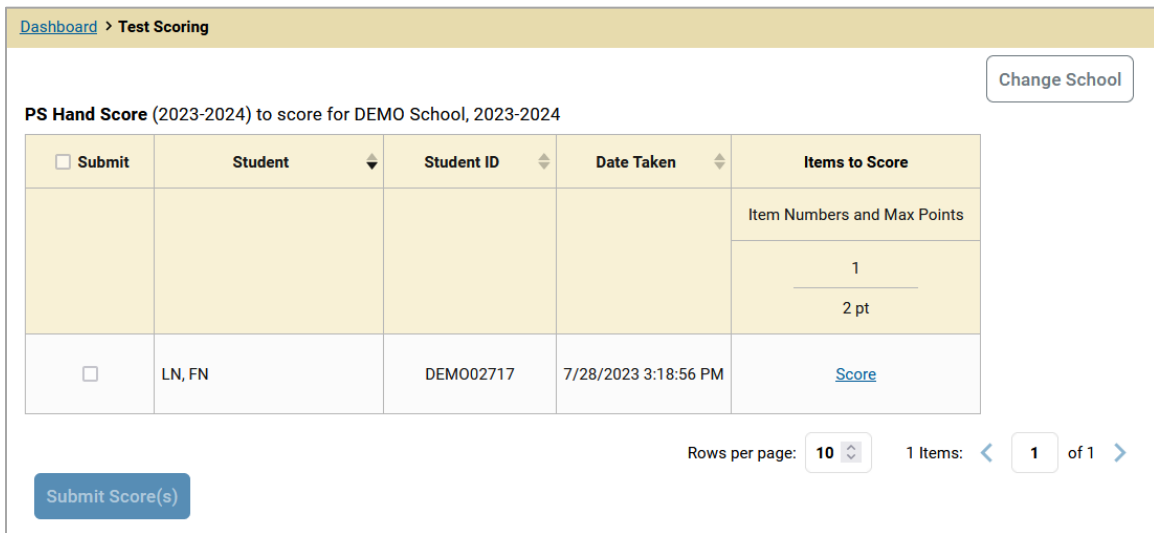 Dashboard > Test Scoring
Change School
PS Hand Score (2023-2024) to score for DEMO School, 2023-2024
Submit Student Student ID Date Taken Items to Score
Item Numbers and Max Points
1
2 pt
LN, FN DEMO02717 7/28/2023 3:18:56 PM Score
Rows per page: 10 1 Items: 1 of 1
Submit Score(s)